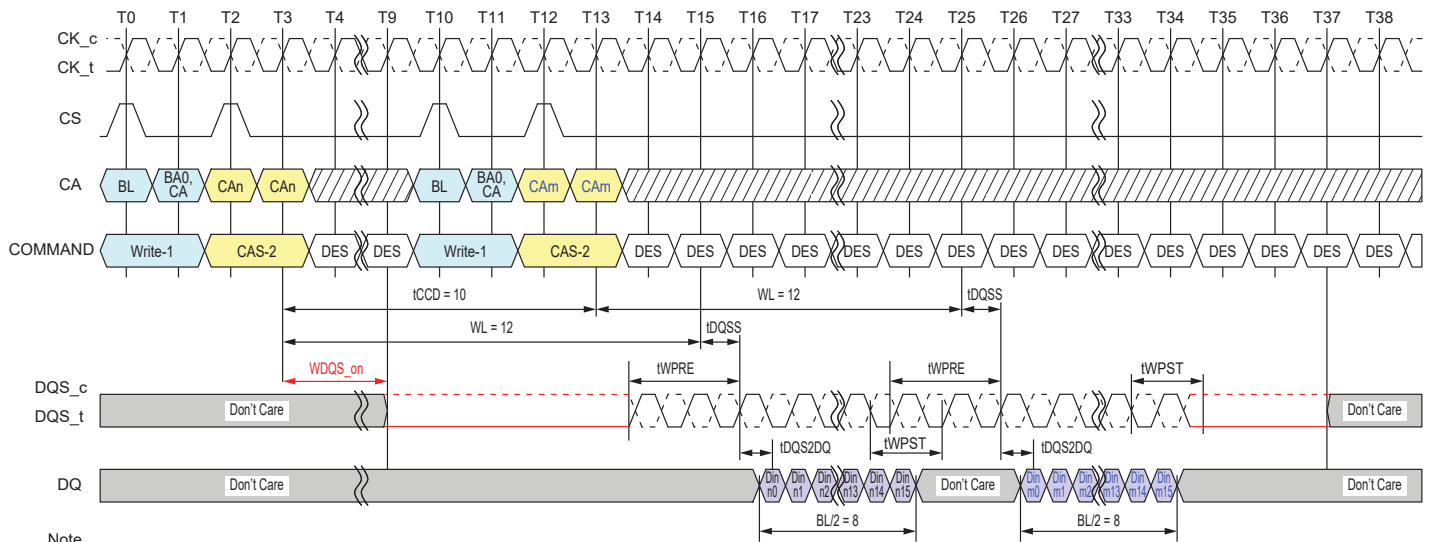 T0 T1 T2 T3 T4 T9 T10 T11 T12 T13 T14 T15 T16 T17 T23 T24 T25 T26 T27 T33 T34 T35 T36 T37 T38
CK_c
CK_t
CS
CA
BL BA0, CA CAn CAn BL BA0, CA CAm CAm
COMMAND Write-1 CAS-2 DES DES Write-1 CAS-2 DES DES DES DES DES DES DES DES DES DES DES DES DES DES DES
tCCD = 10 WL = 12 tDQSS
WL = 12 tDQSS
WDQS_on tWPRE tWPRE tWPST
DQS_c
DQS_t
Don't Care Don't Care
tDQS2DQ tWPST tDQS2DQ
DQ Don't Care Din n0 Din n1 Din n2 Din n13 Din n14 Din n15 Don't Care Din m0 Din m1 Din m2 Din m13 Din m14 Din m15 Don't Care
BL/2 = 8 BL/2 = 8
Note